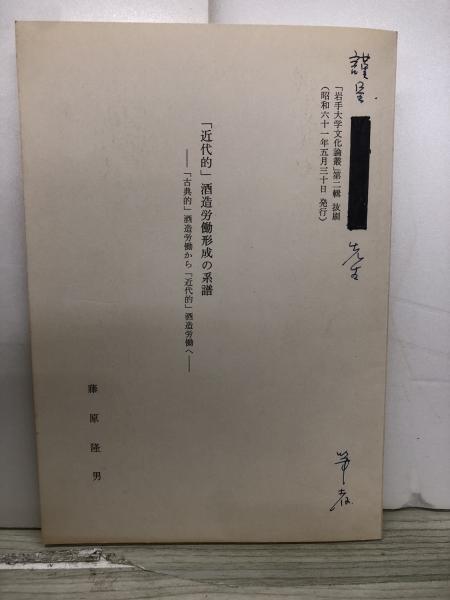 謹呈
先生
「岩手大学文化論叢」第二輯 抜刷
（昭和六十一年五月三十日 発行）
「近代的」酒造労働形成の系譜
――「古典的」酒造労働から「近代的」酒造労働へ――
藤原隆男
筆者